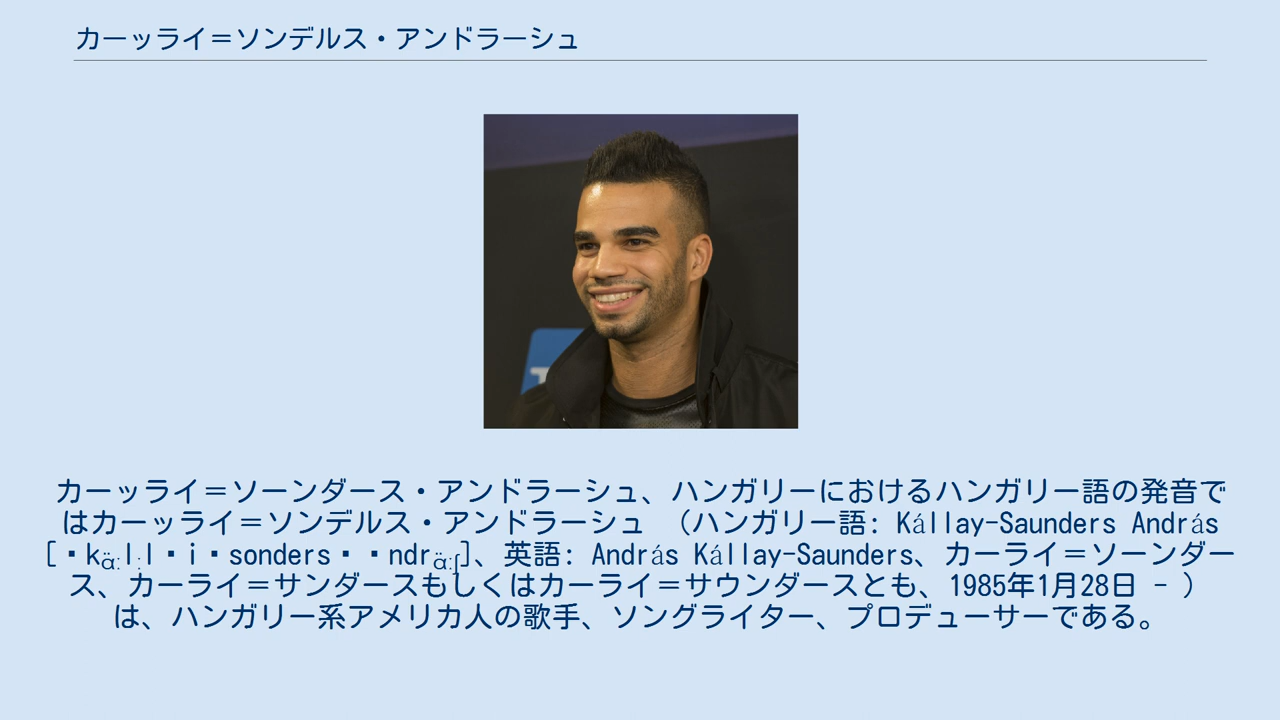 カーッライ＝ソンデルス・アンドラーシュ
カーッライ＝ソーンダース・アンドラーシュ、ハンガリーにおけるハンガリー語の発音で
はカーッライ＝ソンデルス・アンドラーシュ （ハンガリー語: Kállay-Saunders András
[▪kɑ̈ːlːl▪i▪sonders▪ ▪ndrɑ̈ːʃ]、英語: András Kállay-Saunders、カーライ＝ソーンダー
ス、カーライ＝サンダースもしくはカーライ＝サウンダースとも、1985年1月28日 - ）
は、ハンガリー系アメリカ人の歌手、ソングライター、プロデューサーである。